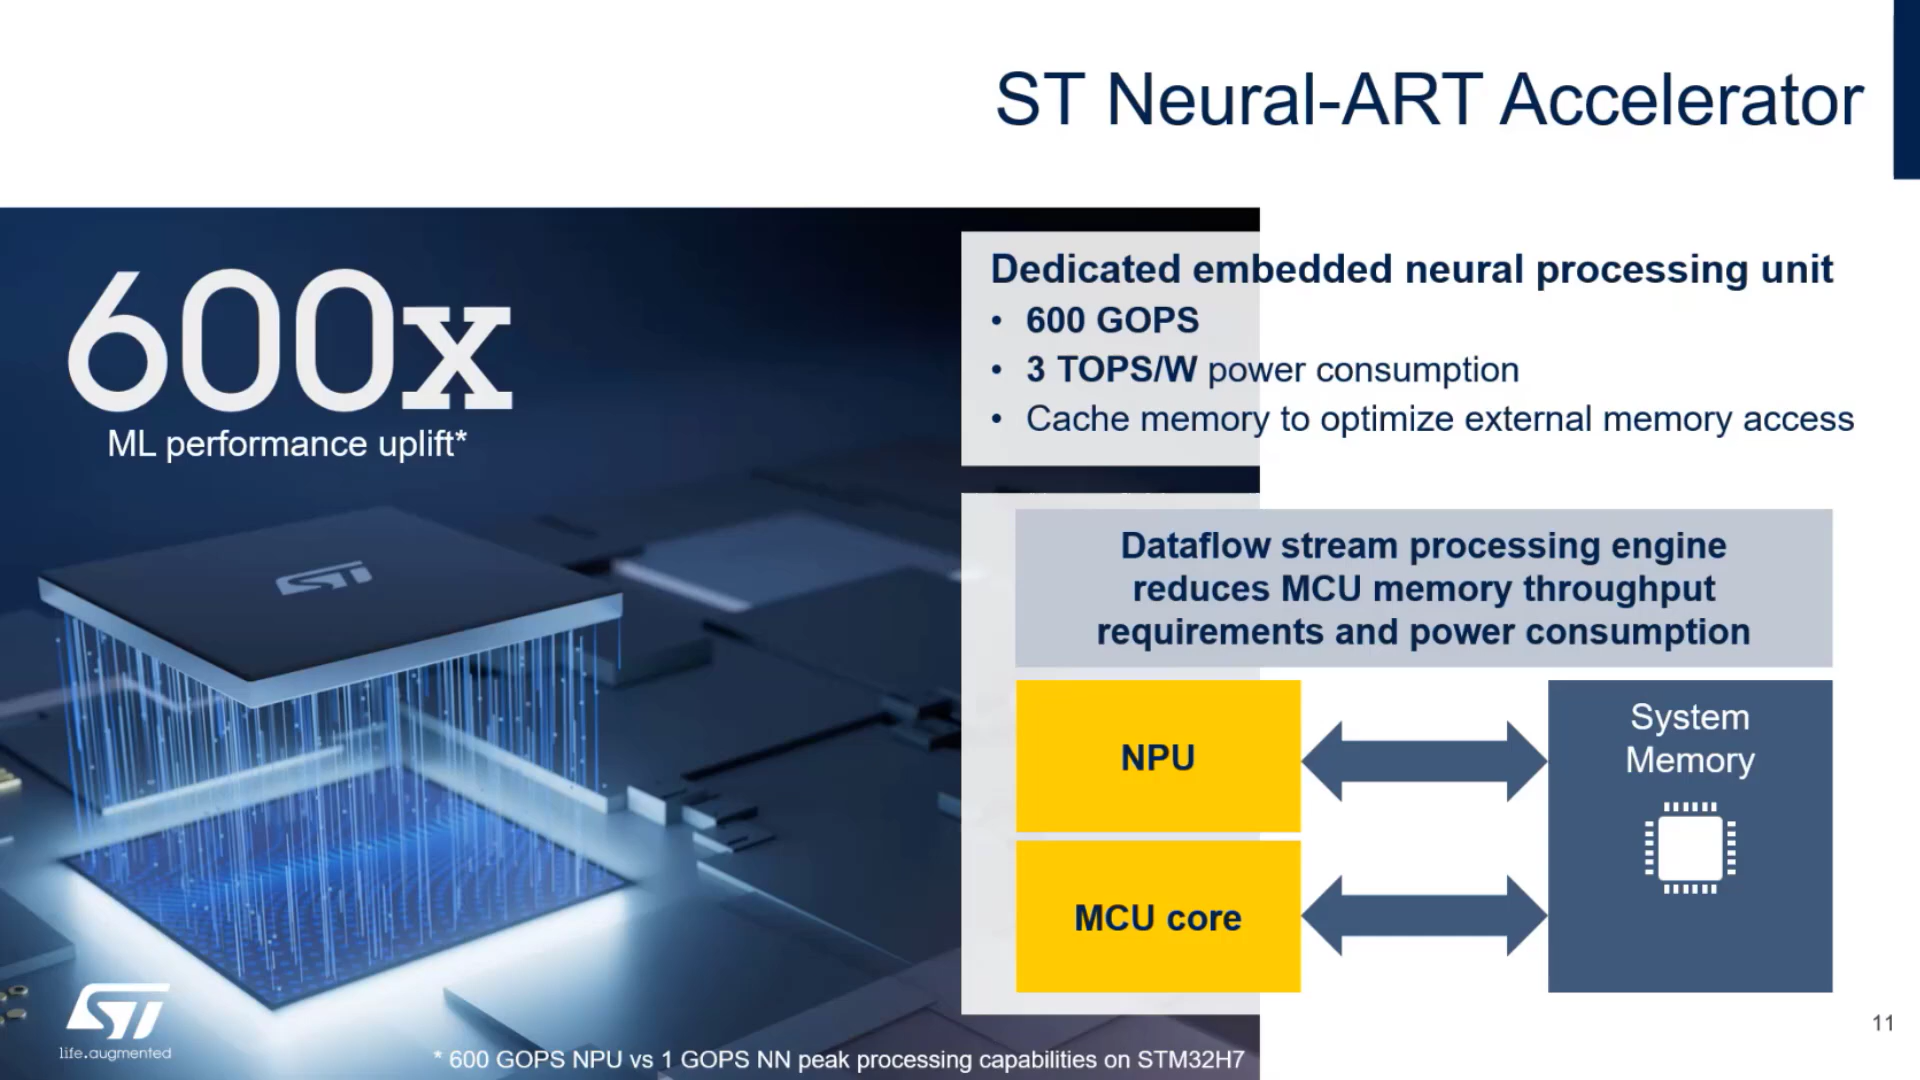 ST Neural-ART Accelerator
600x
ML performance uplift*
Dedicated embedded neural processing unit
• 600 GOPS
• 3 TOPS/W power consumption
• Cache memory to optimize external memory access
Dataflow stream processing engine
reduces MCU memory throughput
requirements and power consumption
NPU
System
Memory
MCU core
ST
ST
life.augmented
* 600 GOPS NPU vs 1 GOPS NN peak processing capabilities on STM32H7
11